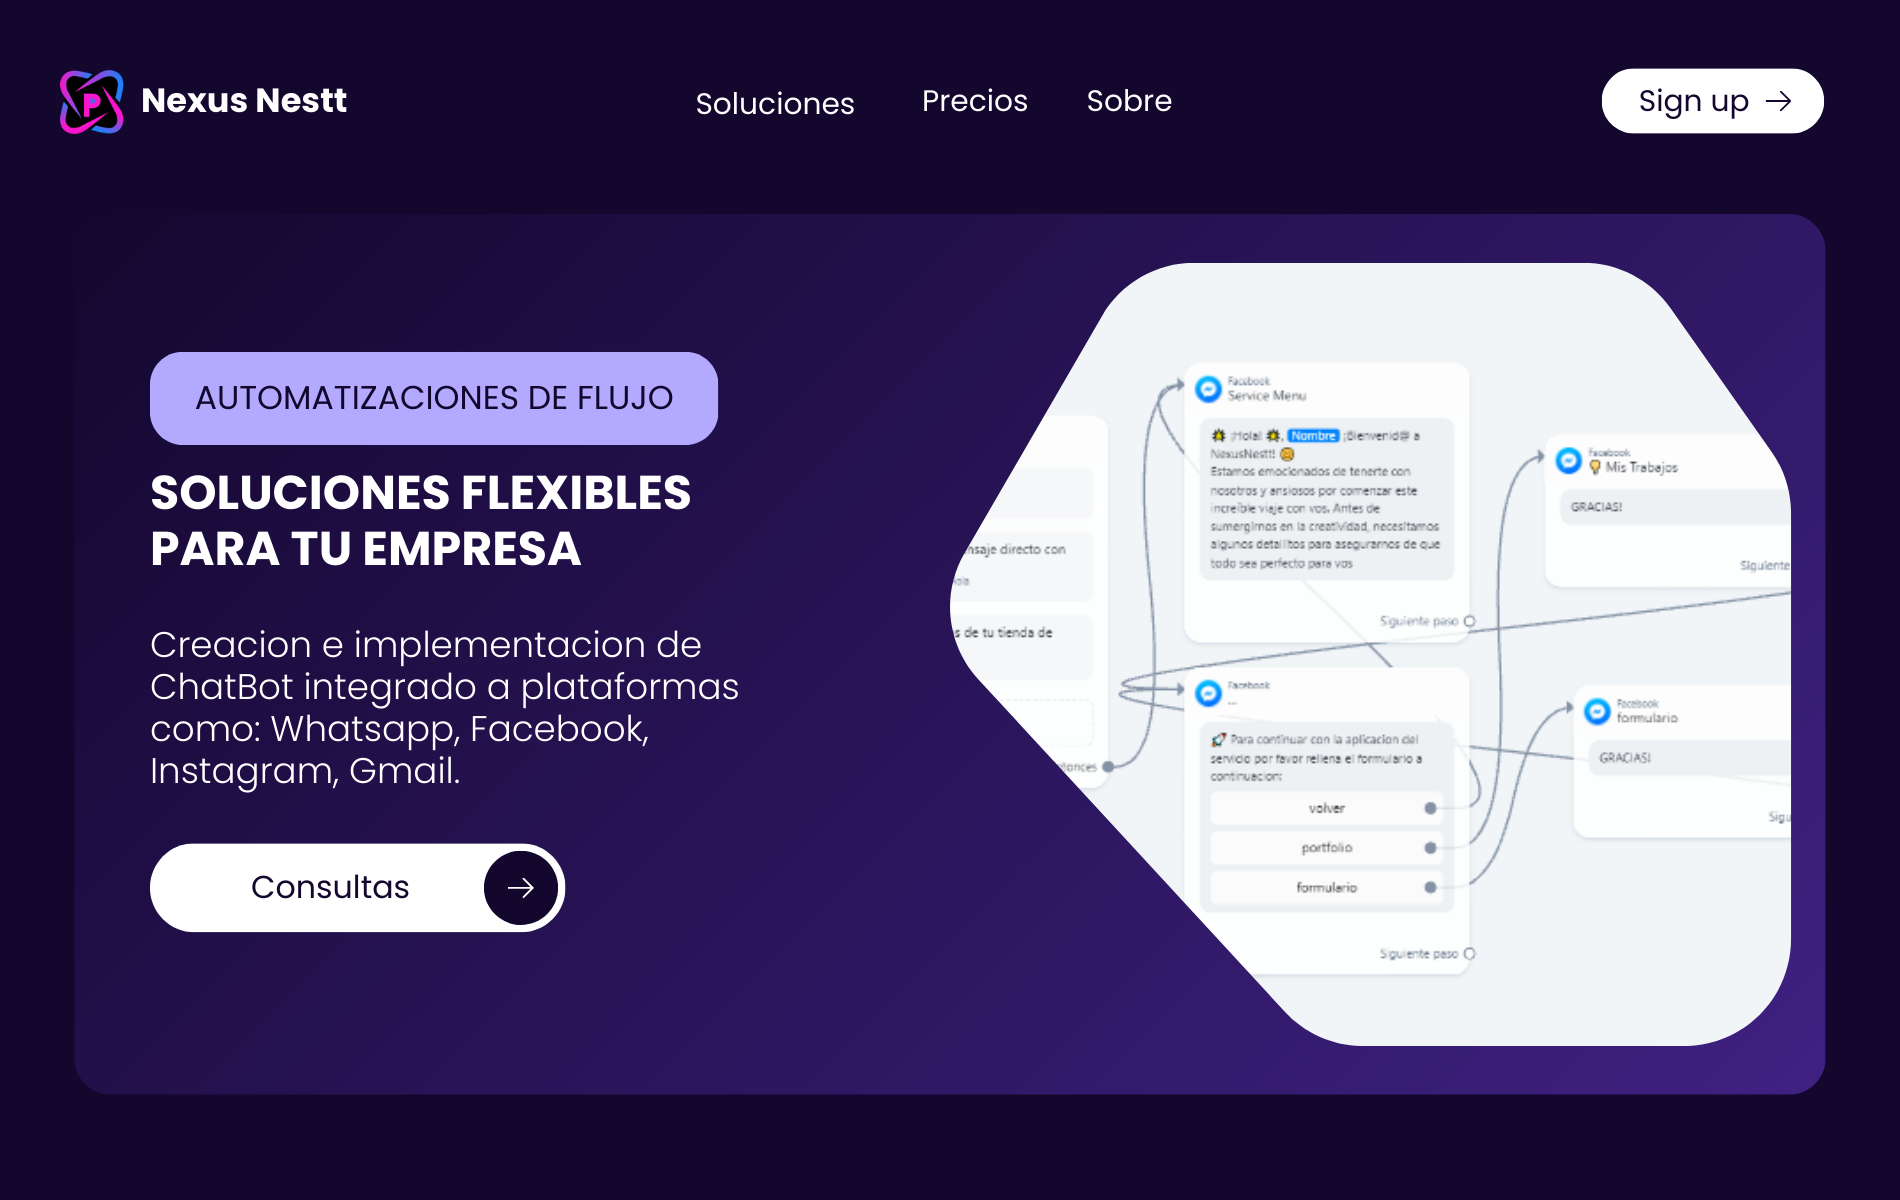 Nexus Nestt
Soluciones
Precios
Sobre
Sign up
AUTOMATIZACIONES DE FLUJO
SOLUCIONES FLEXIBLES
PARA TU EMPRESA
Creacion e implementacion de
ChatBot integrado a plataformas
como: Whatsapp, Facebook,
Instagram, Gmail.
Consultas
directo con
de tu tienda de
Facebook
Service Menu
¡Hola! , Nombre ¡Bienvenid@ a
NexusNestt!
Estamos emocionados de tenerte con
nosotros y ansiosos por comenzar este
increíble viaje con vos. Antes de
sumergirnos en la creatividad, necesitamos
algunos detallitos para asegurarnos de que
todo sea perfecto para vos
Siguiente paso
Facebook
...
Para continuar con la aplicacion del
servicio por favor rellena el formulario a
continuacion:
volver
portfolio
formulario
Siguiente paso
Facebook
Mis Trabajos
GRACIAS!
Siguiente
Facebook
formulario
GRACIAS!